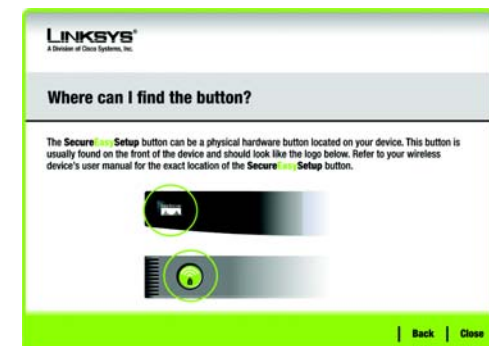 LINKSYS®
A Division of Cisco Systems, Inc.
Where can I find the button?
The SecureEasySetup button can be a physical hardware button located on your device. This button is
usually found on the front of the device and should look like the logo below. Refer to your wireless
device's user manual for the exact location of the SecureEasySetup button.
Back | Close